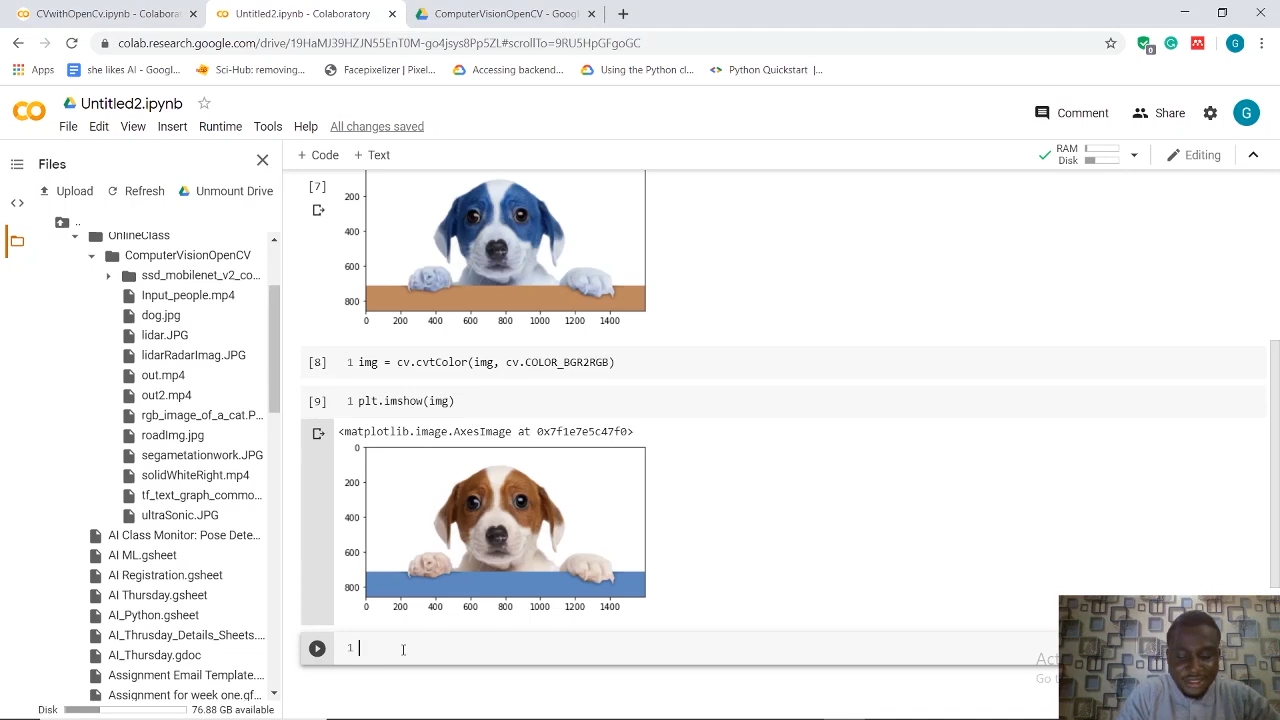 CVwithOpenCv.ipynb - Colaborat
Untitled2.ipynb - Colaboratory
ComputerVisionOpenCV - Googl
colab.research.google.com/drive/19HaMJ39HZJN55EnT0M-go4jsys8Pp5ZL#scrollTo=9RU5HpGFgoGC
Apps
she likes AI - Googl...
Sci-Hub: removing...
Facepixelizer | Pixel...
Accessing backend...
Using the Python cl...
Python Quickstart |...
Untitled2.ipynb
Comment
Share
G
File Edit View Insert Runtime Tools Help All changes saved
Files
+ Code + Text
RAM
Disk
Editing
Upload Refresh Unmount Drive
..
OnlineClass
ComputerVisionOpenCV
ssd_mobilenet_v2_co...
Input_people.mp4
dog.jpg
lidar.JPG
lidarRadarImag.JPG
out.mp4
out2.mp4
rgb_image_of_a_cat.P...
roadImg.jpg
segametationwork.JPG
solidWhiteRight.mp4
tf_text_graph_commo...
ultraSonic.JPG
AI Class Monitor: Pose Dete...
AI ML.gsheet
AI Registration.gsheet
AI Thursday.gsheet
AI_Python.gsheet
AI_Thrusday_Details_Sheets....
AI_Thursday.gdoc
Assignment Email Template....
Assignment for week one.gf...
Disk 76.88 GB available
[7]
200
400
600
800
0 200 400 600 800 1000 1200 1400
[8] 1 img = cv.cvtColor(img, cv.COLOR_BGR2RGB)
[9] 1 plt.imshow(img)
<matplotlib.image.AxesImage at 0x7f1e7e5c47f0>
0
200
400
600
800
0 200 400 600 800 1000 1200 1400
1